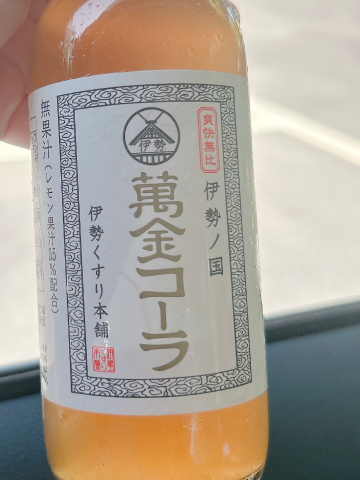 爽快無比
伊勢ノ国
伊勢
萬金コーラ
伊勢くすり本舗
無果汁(レモン果汁0.5%配合)